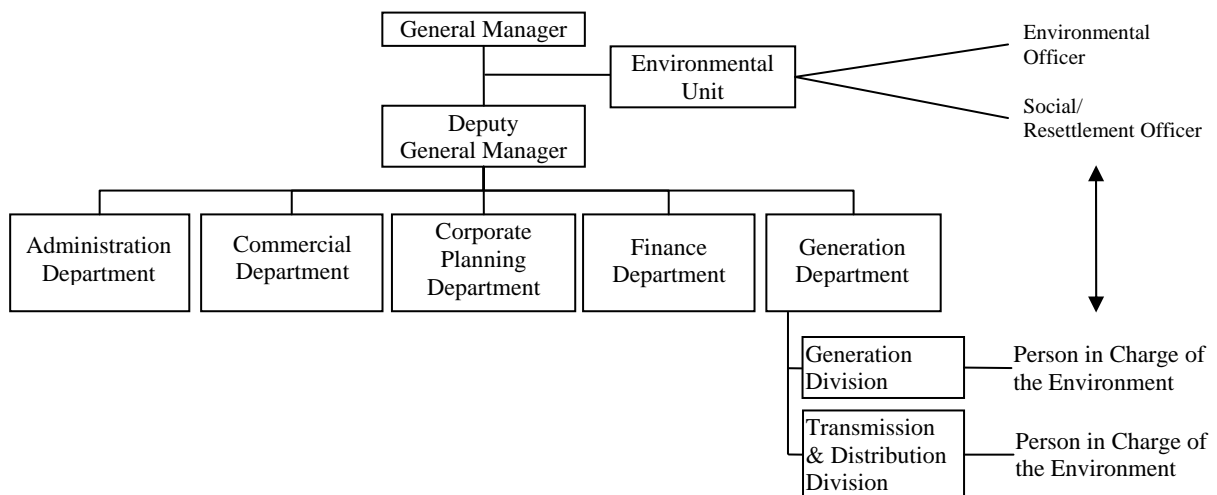 General Manager
Environmental
Unit
Environmental
Officer
Social/
Resettlement Officer
Deputy
General Manager
Administration
Department
Commercial
Department
Corporate
Planning
Department
Finance
Department
Generation
Department
Generation
Division
Person in Charge of
the Environment
Transmission
& Distribution
Division
Person in Charge of
the Environment